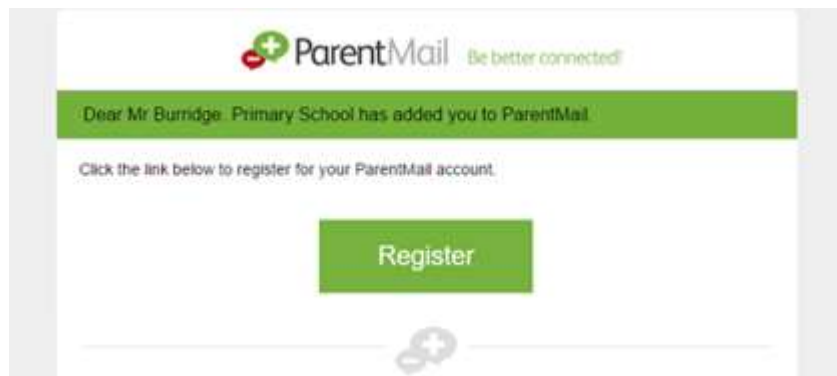 ParentMail Be better connected!
Dear Mr Burridge. Primary School has added you to ParentMail.
Click the link below to register for your ParentMail account.
Register